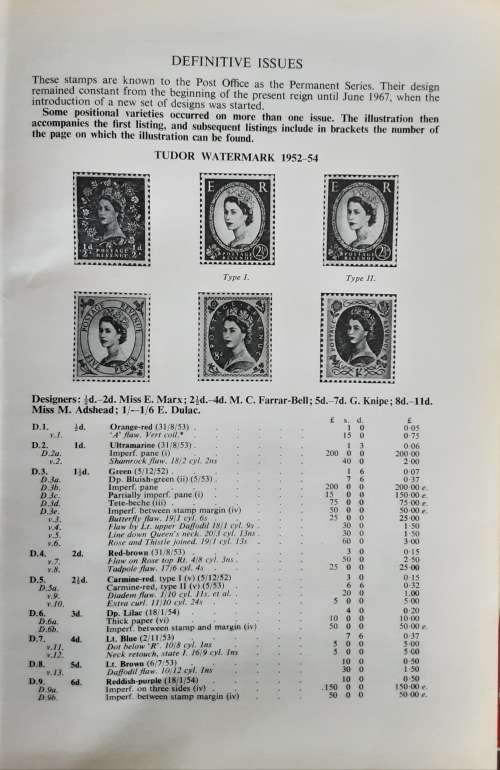 DEFINITIVE ISSUES
These stamps are known to the Post Office as the Permanent Series. Their design
remained constant from the beginning of the present reign until June 1967, when the
introduction of a new set of designs was started.
Some positional varieties occurred on more than one issue. The illustration then
accompanies the first listing, and subsequent listings include in brackets the number of
the page on which the illustration can be found.
TUDOR WATERMARK 1952-54
½d ½d
POSTAGE
REVENUE
E R
2½d
E R
2½d
Type I.
Type II.
POSTAGE REVENUE
FIVE PENCE
8d
Designers: ½d.-2d. Miss E. Marx; 2½d.-4d. M. C. Farrar-Bell; 5d.-7d. G. Knipe; 8d.-11d.
Miss M. Adshead; 1/–1/6 E. Dulac.
£ s. d. £
D.1. ½d. Orange-red (31/8/53) . 1 0 0·05
v.1. 'A' flaw. Vert coil.* 15 0 0·75
D.2. 1d. Ultramarine (31/8/53) . 1 3 0·06
D.2a. Imperf. pane (i) 200 0 0 200·00
v.2. Shamrock flaw. 18/2 cyl. 2ns 40 0 2·00
D.3. 1½d. Green (5/12/52) . 1 6 0·07
D.3a. Dp. Bluish-green (ii) (5/53) . 7 6 0·37
D.3b. Imperf. pane . 200 0 0 200·00 e.
D.3c. Partially imperf. pane (i) 15 0 0 150·00 e.
D.3d. Tete-beche (iii) 75 0 0 75·00 e.
D.3e. Imperf. between stamp margin (iv) 50 0 0 50·00 e.
v.3. Butterfly flaw. 19/1 cyl. 6s 25 0 0 25·00
v.4. Flaw by Lt. upper Daffodil 18/1 cyl. 9s . 30 0 1·50
v.5. Line down Queen's neck. 20/3 cyl. 13ns . 30 0 1·50
v.6. Rose and Thistle joined. 19/1 cyl. 13s 60 0 3·00
D.4. 2d. Red-brown (31/8/53) 3 0 0·15
v.7. Flaw on Rose top Rt. 4/8 cyl. 3ns . 50 0 2·50
v.8. Tadpole flaw. 17/6 cyl. 4s 25 0 0 25·00
D.5. 2½d. Carmine-red, type I (v) (5/12/52) 3 0 0·15
D.5a. Carmine-red, type II (v) (5/53) 6 6 0·32
v.9. Diadem flaw. 1/10 cyl. 11s. et al. 20 0 1·00
v.10. Extra curl. 11/10 cyl. 24s 5 0 0 5·00
D.6. 3d. Dp. Lilac (18/1/54) 4 0 0·20
D.6a. Thick paper (vi) 10 0 0 10·00
D.6b. Imperf. between stamp and margin (iv) 50 0 0 50·00 e.
D.7. 4d. Lt. Blue (2/11/53) 7 6 0·37
v.11. Dot below 'R'. 10/8 cyl. 1ns 5 0 0 5·00
v.12. Neck retouch, state I. 16/9 cyl. 1ns 5 0 0 5·00
D.8. 5d. Lt. Brown (6/7/53) 10 0 0·50
v.13. Daffodil flaw. 10/12 cyl. 1ns 30 0 1·50
D.9. 6d. Reddish-purple (18/1/54) 10 0 0·50
D.9a. Imperf. on three sides (iv) . 150 0 0 150·00 e.
D.9b. Imperf. between stamp margin (iv) 50 0 0 50·00 e.